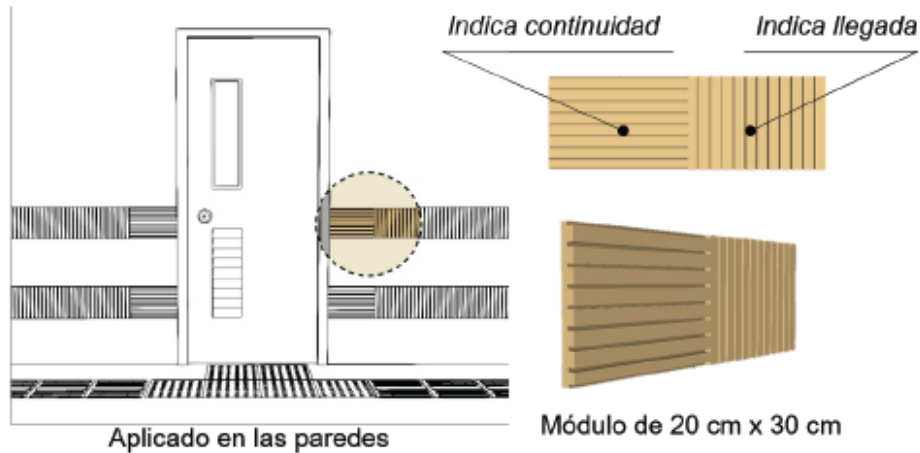 Indica continuidad
Indica llegada
Aplicado en las paredes
Módulo de 20 cm x 30 cm